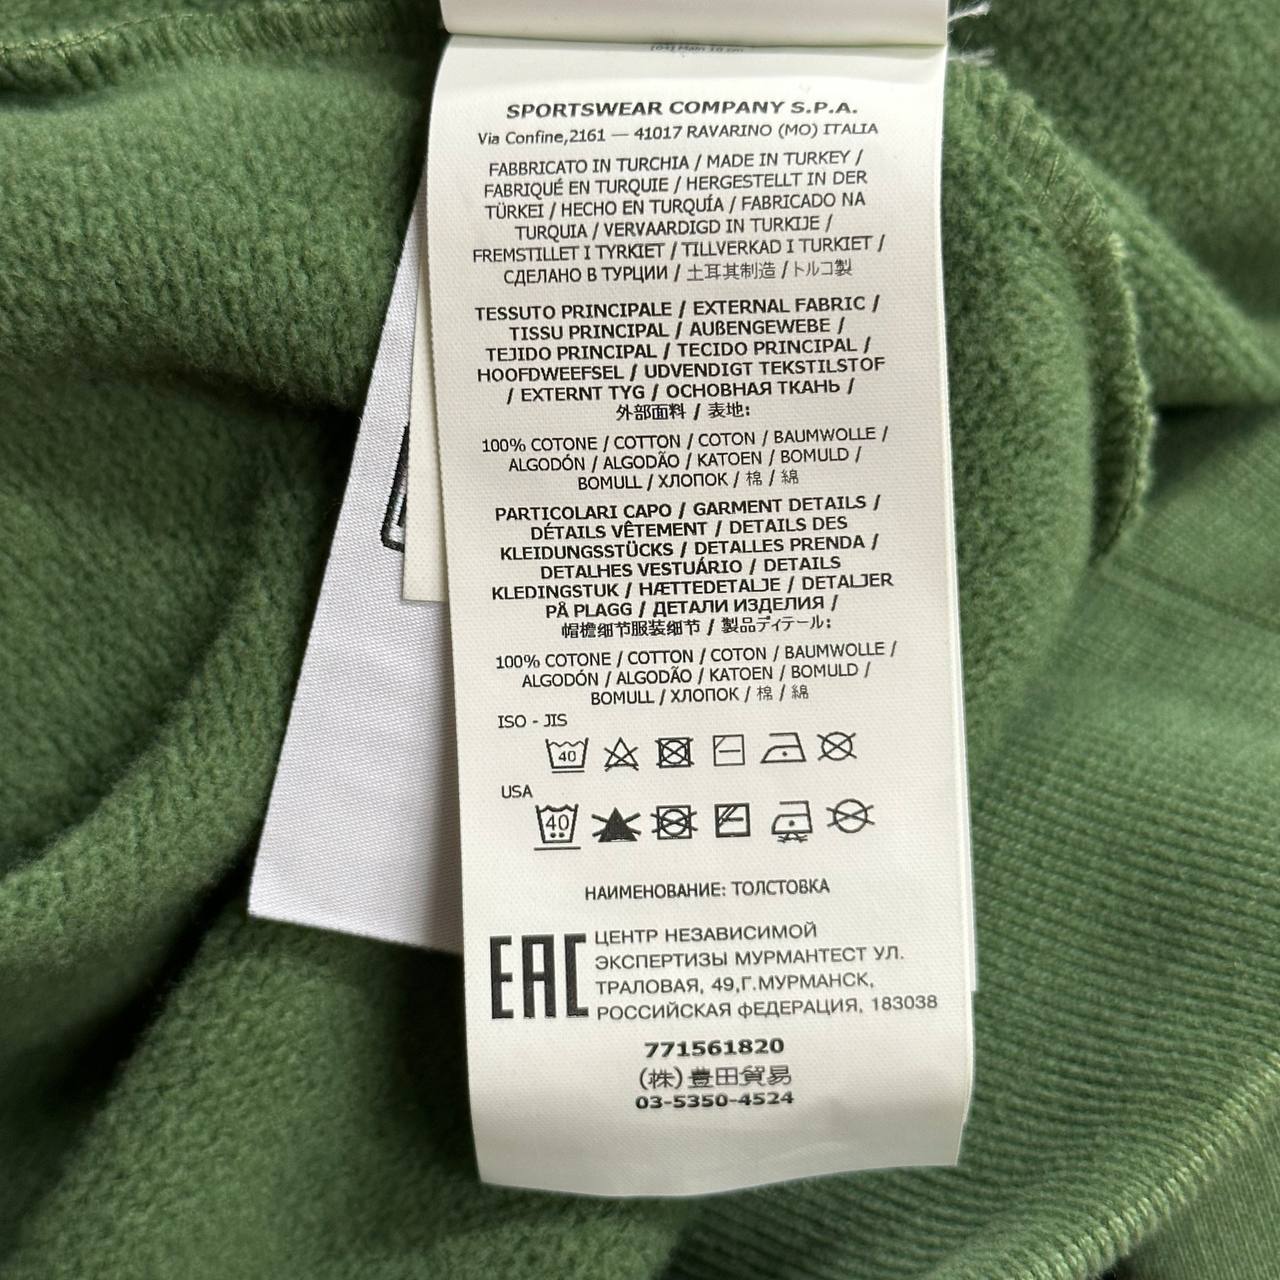 SPORTSWEAR COMPANY S.P.A.
Via Confine,2161 — 41017 RAVARINO (MO) ITALIA
FABBRICATO IN TURCHIA / MADE IN TURKEY /
FABRIQUÉ EN TURQUIE / HERGESTELLT IN DER
TÜRKEI / HECHO EN TURQUÍA / FABRICADO NA
TURQUIA / VERVAARDIGD IN TURKIJE /
FREMSTILLET I TYRKIET / TILLVERKAD I TURKIET /
СДЕЛАНО В ТУРЦИИ / 土耳其制造 / トルコ製
TESSUTO PRINCIPALE / EXTERNAL FABRIC /
TISSU PRINCIPAL / AUßENGEWEBE /
TEJIDO PRINCIPAL / TECIDO PRINCIPAL /
HOOFDWEEFSEL / UDVENDIGT TEKSTILSTOF
/ EXTERNT TYG / ОСНОВНАЯ ТКАНЬ /
外部面料 / 表地:
100% COTONE / COTTON / COTON / BAUMWOLLE /
ALGODÓN / ALGODÃO / KATOEN / BOMULD /
BOMULL / ХЛОПОК / 棉 / 綿
PARTICOLARI CAPO / GARMENT DETAILS /
DÉTAILS VÊTEMENT / DETAILS DES
KLEIDUNGSSTÜCKS / DETALLES PRENDA /
DETALHES VESTUÁRIO / DETAILS
KLEDINGSTUK / HÆTTEDETALJE / DETALJER
PÅ PLAGG / ДЕТАЛИ ИЗДЕЛИЯ /
帽檐细节服装细节 / 製品ディテール:
100% COTONE / COTTON / COTON / BAUMWOLLE /
ALGODÓN / ALGODÃO / KATOEN / BOMULD /
BOMULL / ХЛОПОК / 棉 / 綿
ISO - JIS
40
USA
40
НАИМЕНОВАНИЕ: ТОЛСТОВКА
EAC
ЦЕНТР НЕЗАВИСИМОЙ
ЭКСПЕРТИЗЫ МУРМАНТЕСТ УЛ.
ТРАЛОВАЯ, 49,Г.МУРМАНСК,
РОССИЙСКАЯ ФЕДЕРАЦИЯ, 183038
771561820
(株)豊田貿易
03-5350-4524